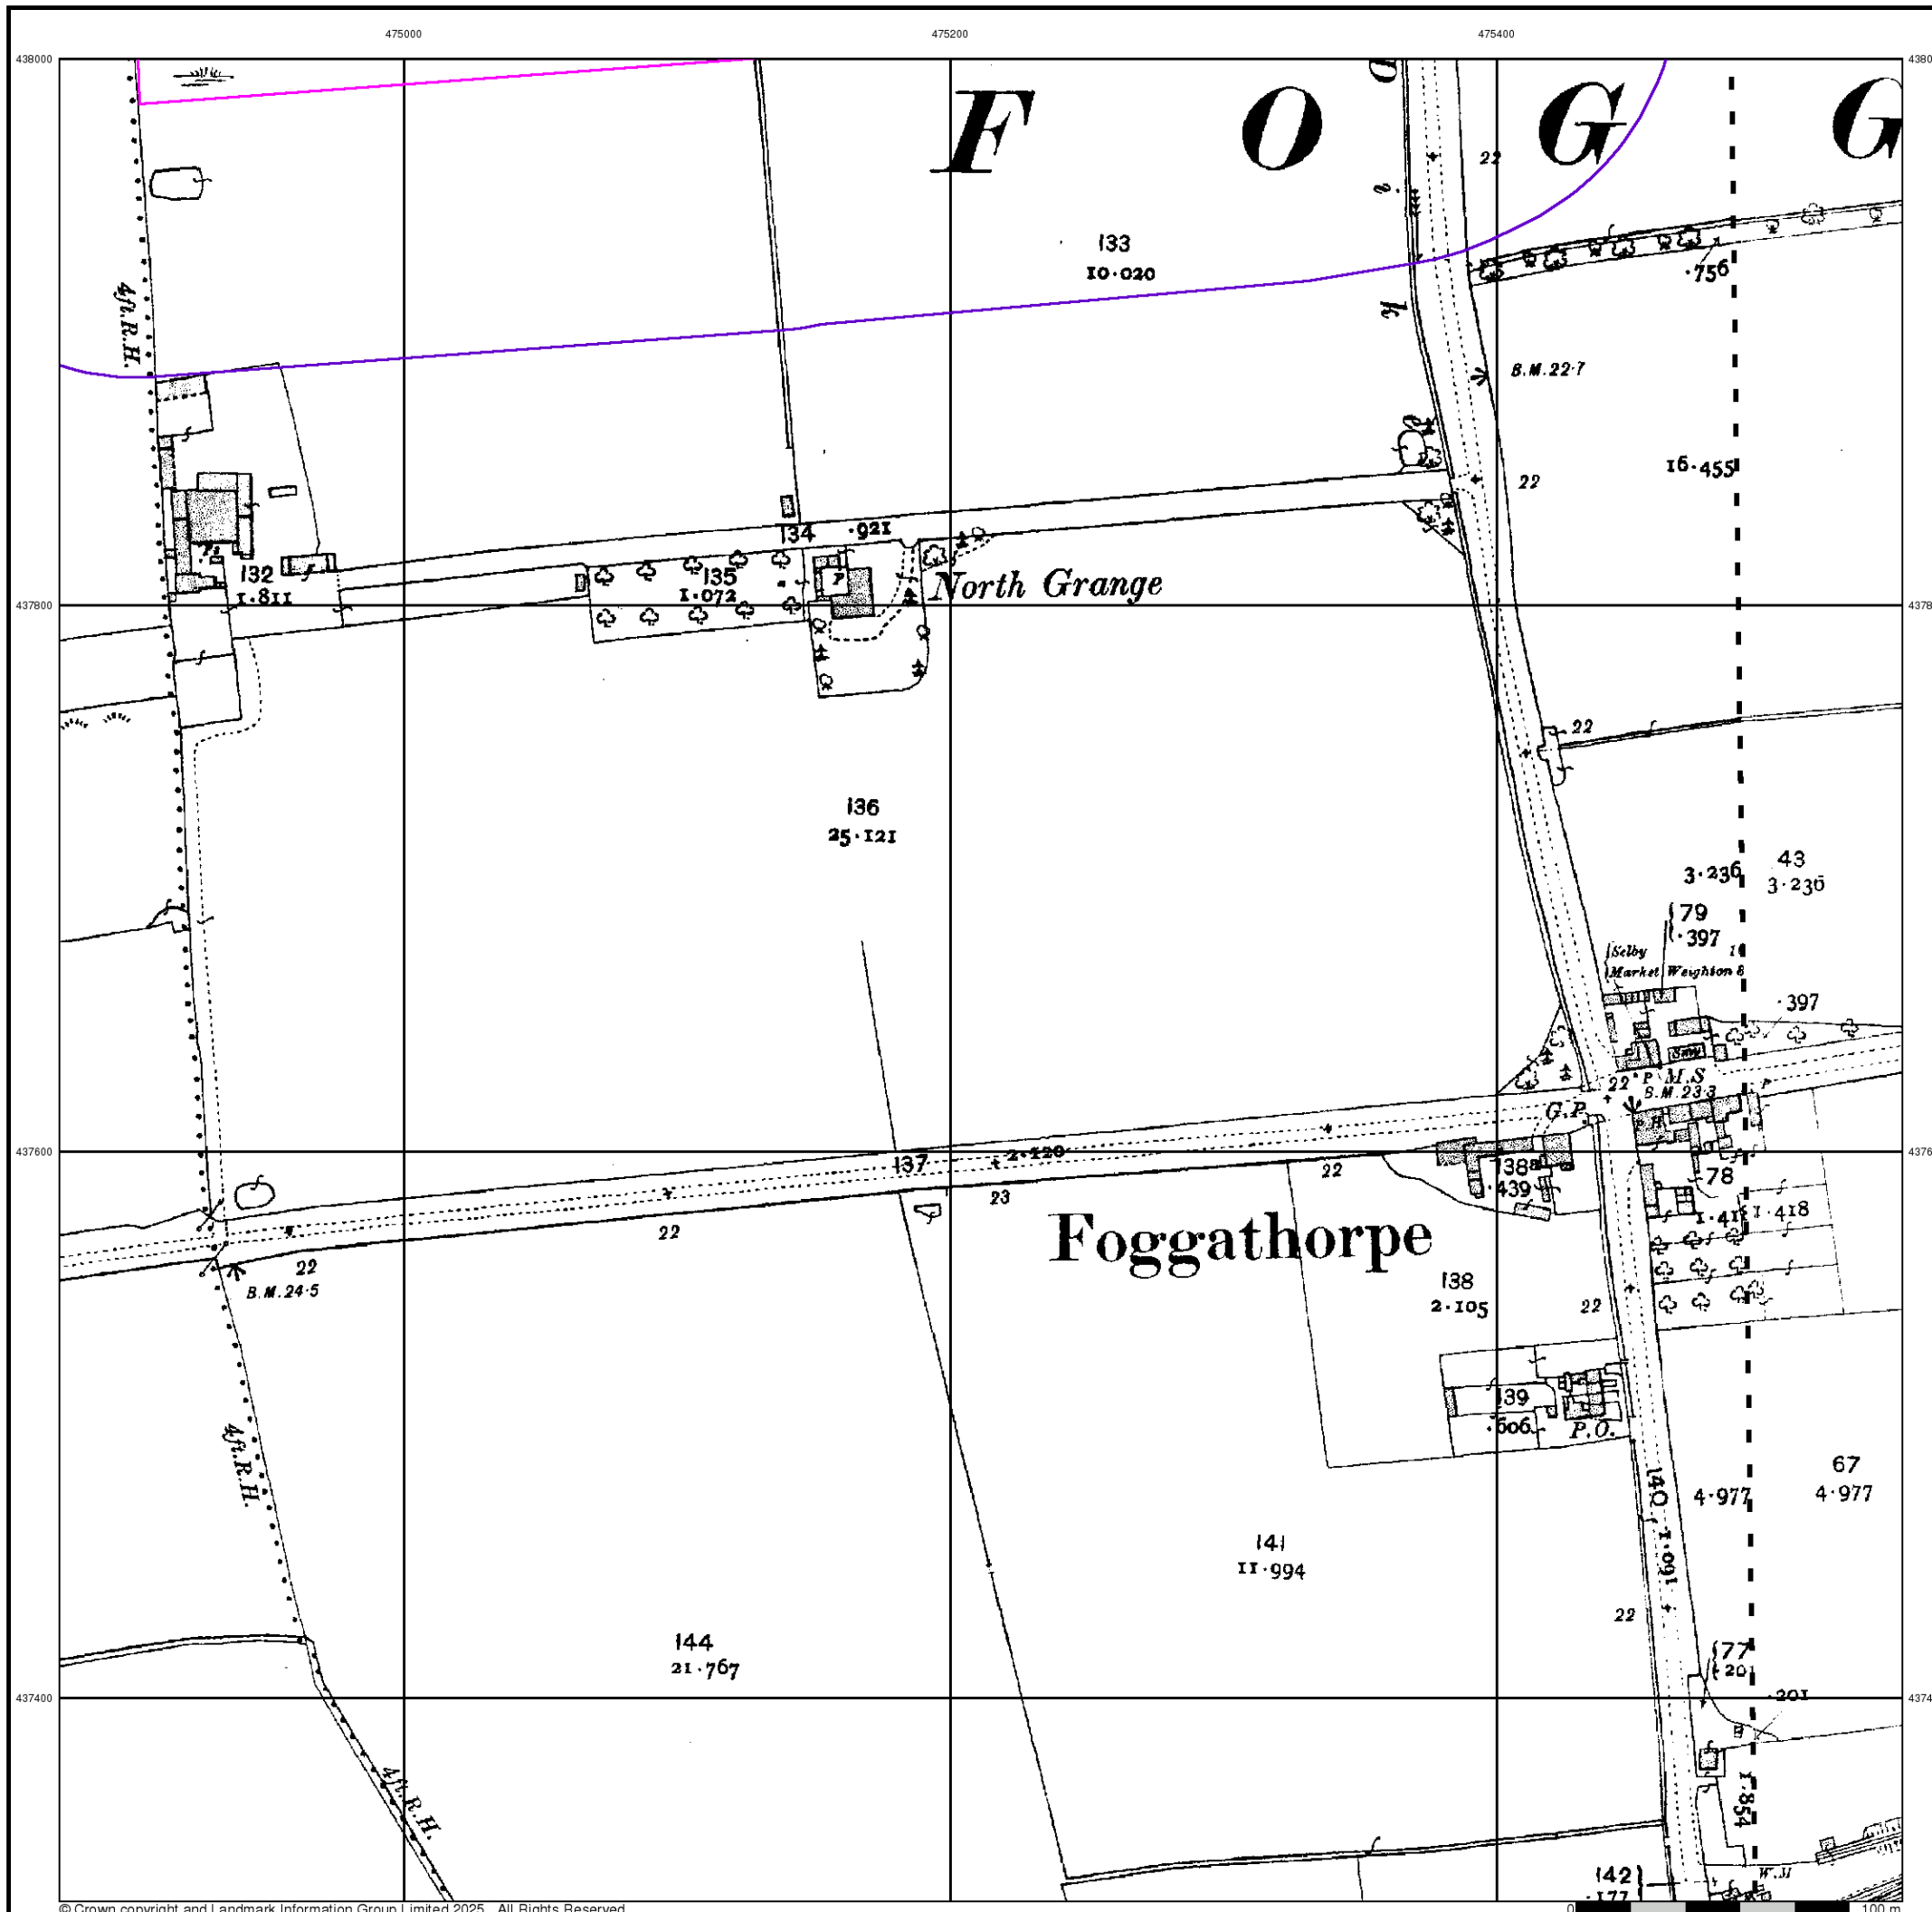 475000
475200
475400
438000
F O G G
D
i
k
e
22
133
10·020
·756
4ft.R.H.
B.M.22·7
16·455
22
134
·921
132
1·811
135
1·072
P
North Grange
437800
22
136
25·121
3·236
43
3·236
79
·397
Selby
Market Weighton 8
·397
22
P
M.S
B.M.23·3
G.P.
P
H
437600
137
2·120
22
23
22
22
B.M.24·5
138a
·439
78
1·418
Foggathorpe
138
2·105
22
139
·606
P.O.
4ft.R.H.
140
1·091
67
4·977
4·977
141
11·994
22
144
21·767
77
·201
437400
·201
4ft.R.H.
1·854
142
·177
W.M
© Crown copyright and Landmark Information Group Limited 2025. All Rights Reserved.
0
100 m